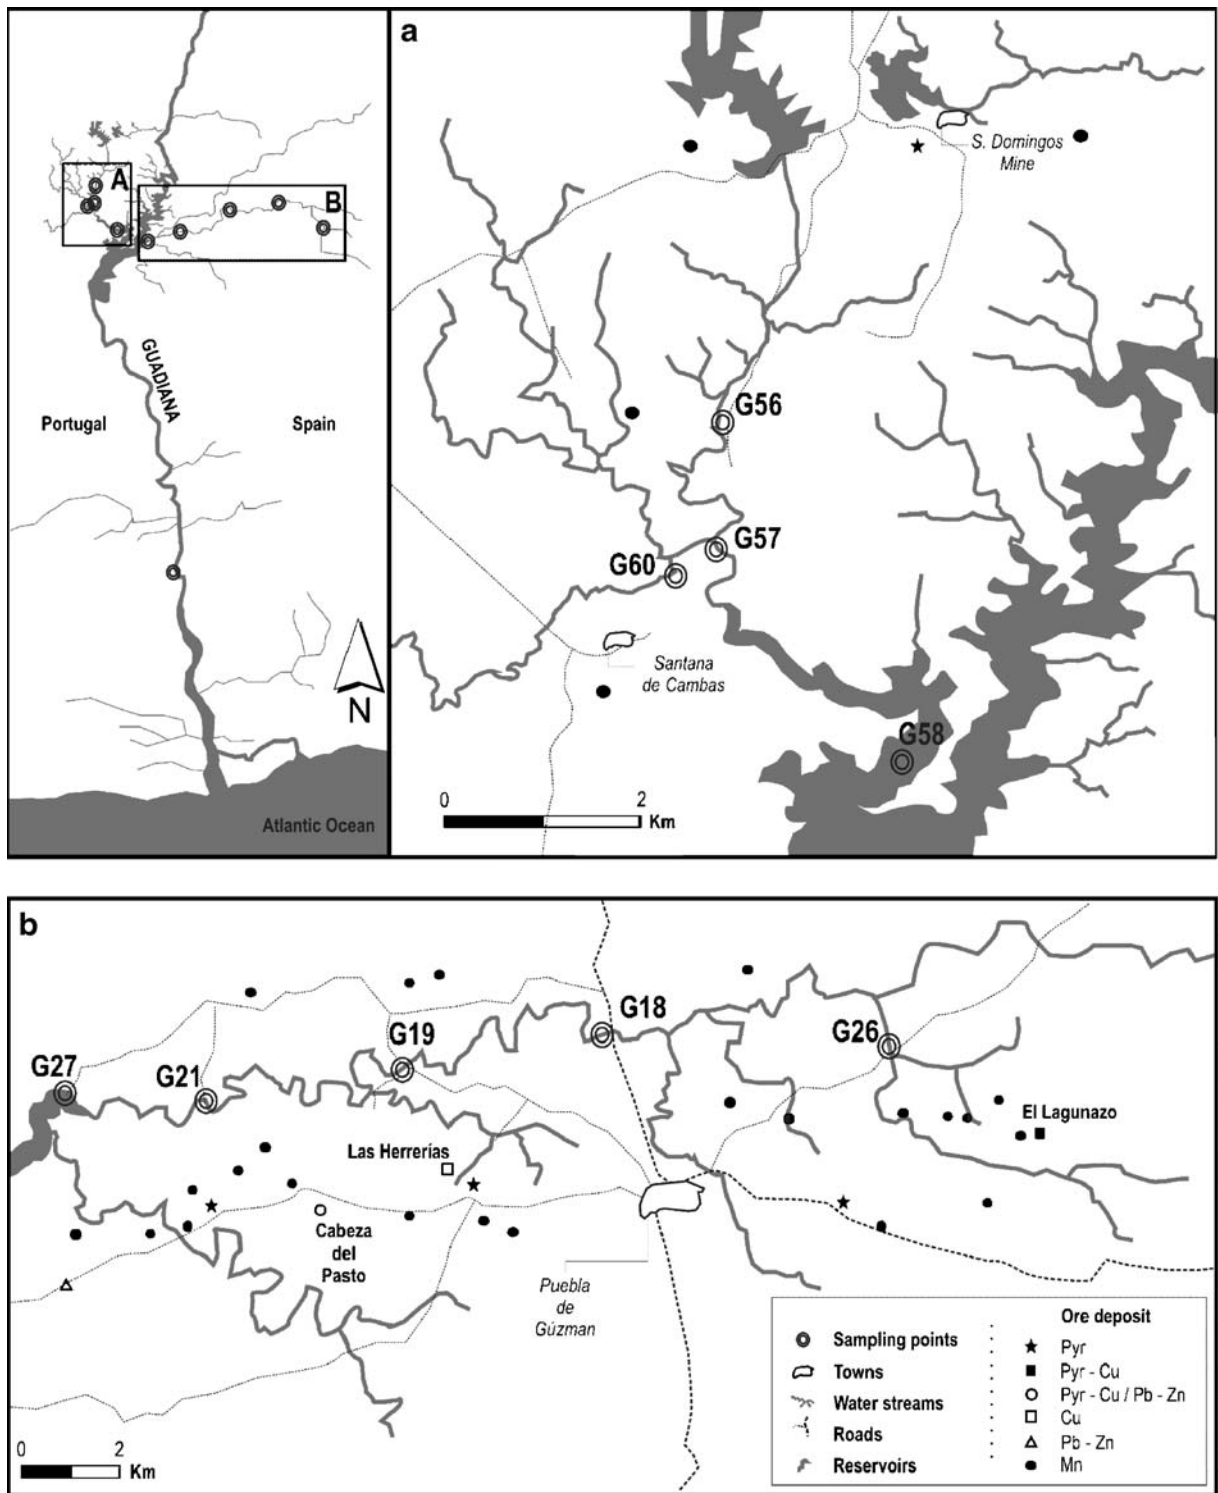 A
B
GUADIANA
Portugal
Spain
N
Atlantic Ocean
a
S. Domingos
Mine
G56
G57
G60
Santana
de Cambas
G58
0
2
Km
b
G18
G19
G26
G27
G21
El Lagunazo
Las Herrerías
Cabeza
del
Pasto
Puebla
de
Gúzman
0
2
Km
Sampling points
Towns
Water streams
Roads
Reservoirs
Ore deposit
Pyr
Pyr - Cu
Pyr - Cu / Pb - Zn
Cu
Pb - Zn
Mn